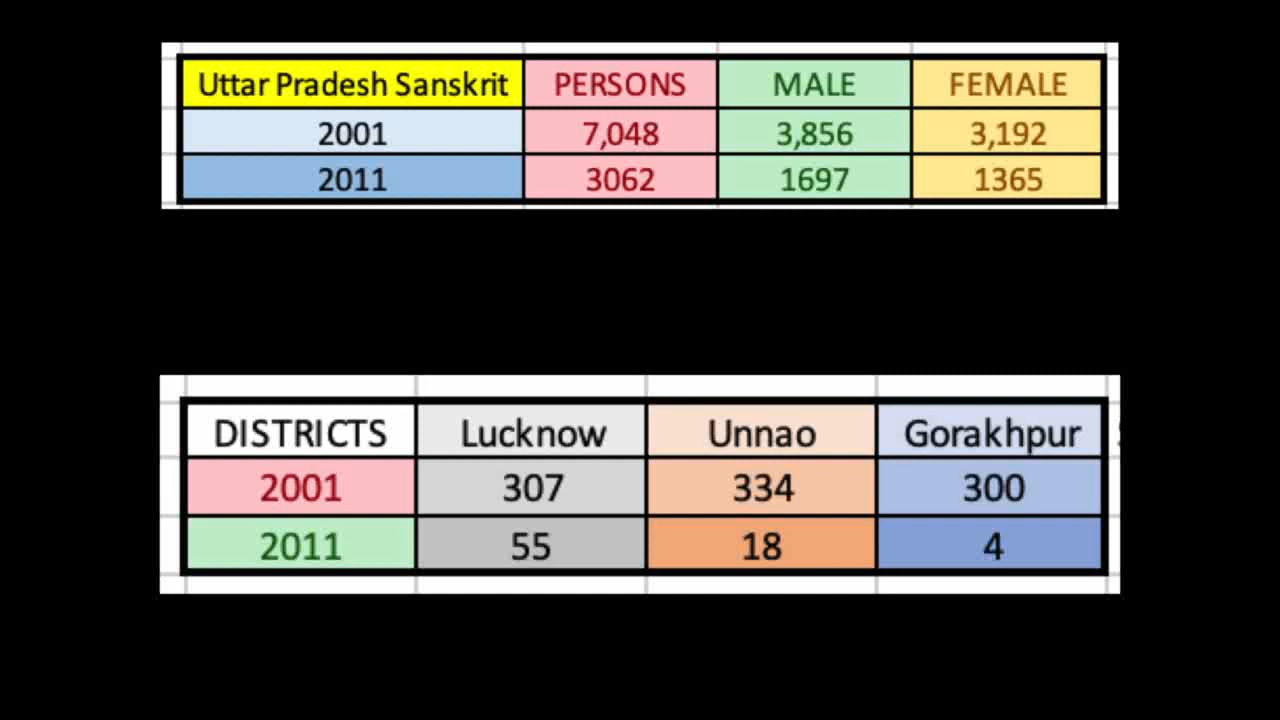 Uttar Pradesh Sanskrit PERSONS MALE FEMALE
2001 7,048 3,856 3,192
2011 3062 1697 1365
DISTRICTS Lucknow Unnao Gorakhpur
2001 307 334 300
2011 55 18 4